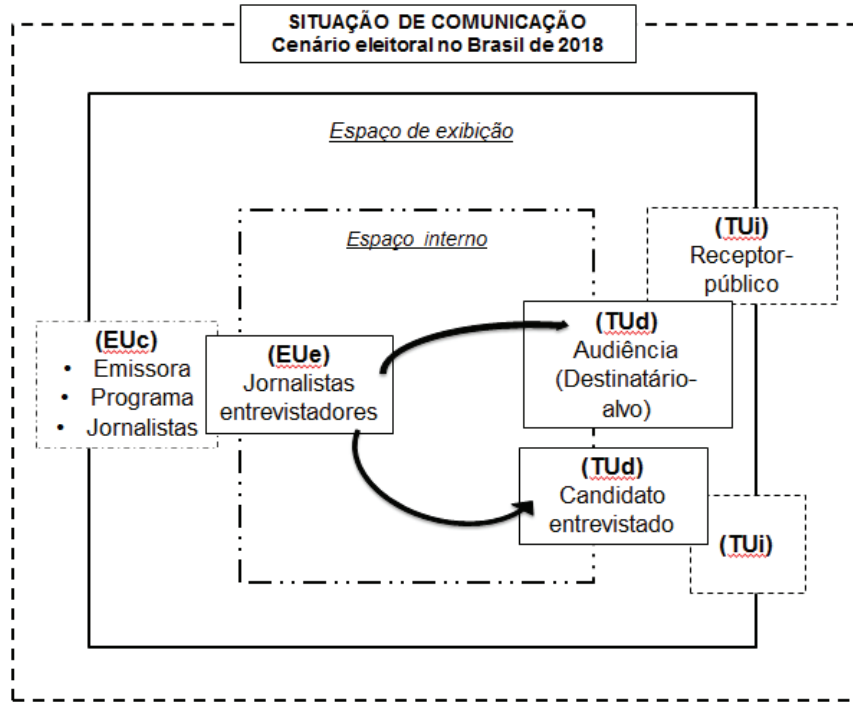 SITUAÇÃO DE COMUNICAÇÃO
Cenário eleitoral no Brasil de 2018
Espaço de exibição
Espaço interno
(TUi)
Receptor-
público
(EUc)
• Emissora
• Programa
• Jornalistas
(EUe)
Jornalistas
entrevistadores
(TUd)
Audiência
(Destinatário-
alvo)
(TUd)
Candidato
entrevistado
(TUi)